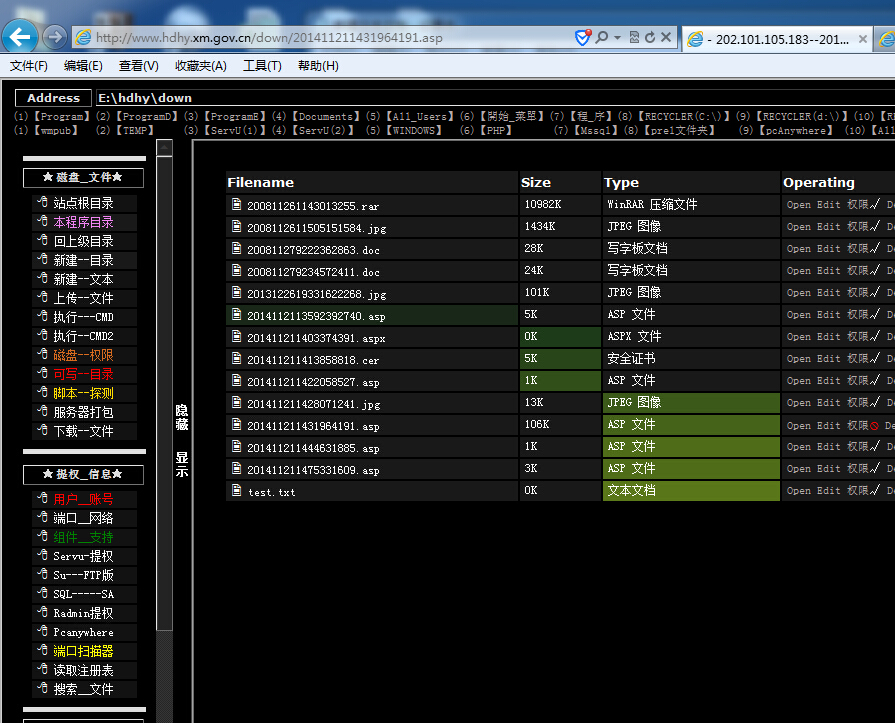 http://www.hdhy.xm.gov.cn/down/201411211431964191.asp
- 202.101.105.183--201...
文件(F) 编辑(E) 查看(V) 收藏夹(A) 工具(T) 帮助(H)
Address E:\hdhy\down
(1)【Program】(2)【ProgramD】(3)【ProgramE】(4)【Documents】(5)【All_Users】(6)【開始_菜單】(7)【程_序】(8)【RECYCLER(C:\)】(9)【RECYCLER(d:\)】(10)
(1)【wmpub】 (2)【TEMP】 (3)【ServU(1)】(4)【ServU(2)】 (5)【WINDOWS】 (6)【PHP】 (7)【Mssql】(8)【prel文件夹】 (9)【pcAnywhere】 (10)
★磁盘__文件★
站点根目录
本程序目录
回上级目录
新建--目录
新建--文本
上传--文件
执行---CMD
执行--CMD2
磁盘--权限
可写--目录
脚本--探测
服务器打包
下载--文件
★提权_信息★
用户__账号
端口__网络
组件__支持
Servu-提权
Su---FTP版
SQL-----SA
Radmin提权
Pcanywhere
端口扫描器
读取注册表
搜索__文件
隐藏
显示
Filename Size Type Operating
200811261143013255.rar 10982K WinRAR 压缩文件 Open Edit 权限√
2008112611505151584.jpg 1434K JPEG 图像 Open Edit 权限√
200811279222363863.doc 28K 写字板文档 Open Edit 权限√
200811279234572411.doc 24K 写字板文档 Open Edit 权限√
2013122619331622268.jpg 101K JPEG 图像 Open Edit 权限√
2014112113592392740.asp 5K ASP 文件 Open Edit 权限√
201411211403374391.aspx 0K ASPX 文件 Open Edit 权限√
201411211413858818.cer 5K 安全证书 Open Edit 权限√
201411211422058527.asp 1K ASP 文件 Open Edit 权限√
201411211428071241.jpg 13K JPEG 图像 Open Edit 权限√
201411211431964191.asp 106K ASP 文件 Open Edit 权限
201411211444631885.asp 1K ASP 文件 Open Edit 权限√
201411211475331609.asp 3K ASP 文件 Open Edit 权限√
test.txt 0K 文本文档 Open Edit 权限√